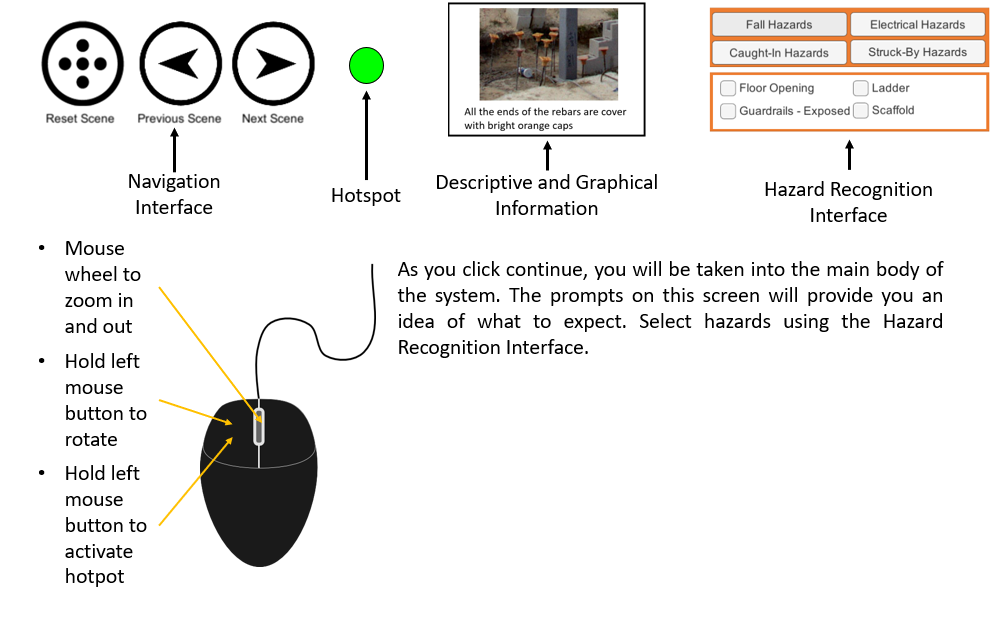 Reset Scene
Previous Scene
Next Scene
Navigation
Interface
Hotspot
All the ends of the rebars are cover
with bright orange caps
Descriptive and Graphical
Information
Fall Hazards
Electrical Hazards
Caught-In Hazards
Struck-By Hazards
Floor Opening
Ladder
Guardrails - Exposed
Scaffold
Hazard Recognition
Interface
• Mouse
wheel to
zoom in
and out
• Hold left
mouse
button to
rotate
• Hold left
mouse
button to
activate
hotpot
As you click continue, you will be taken into the main body of
the system. The prompts on this screen will provide you an
idea of what to expect. Select hazards using the Hazard
Recognition Interface.